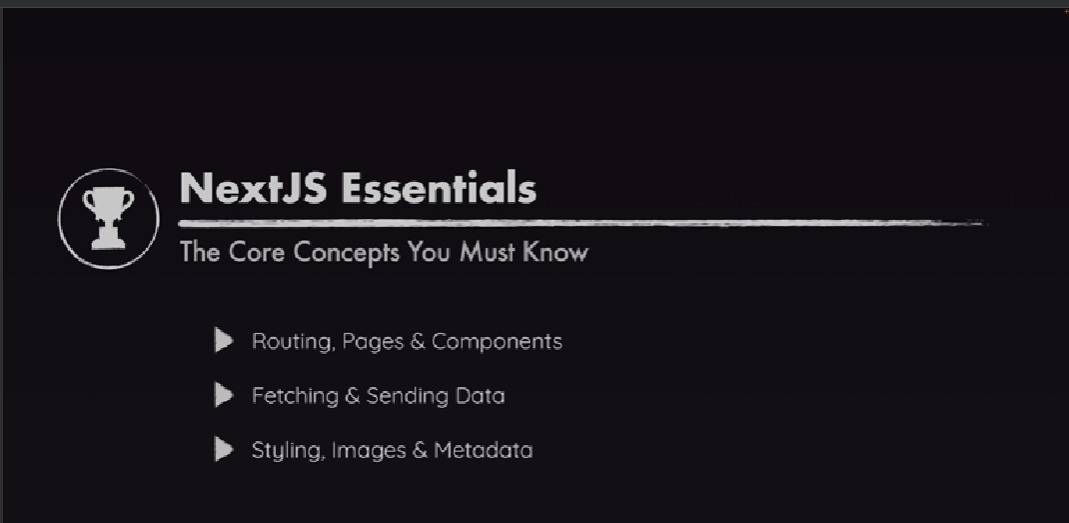 NextJS Essentials
The Core Concepts You Must Know
Routing, Pages & Components
Fetching & Sending Data
Styling, Images & Metadata